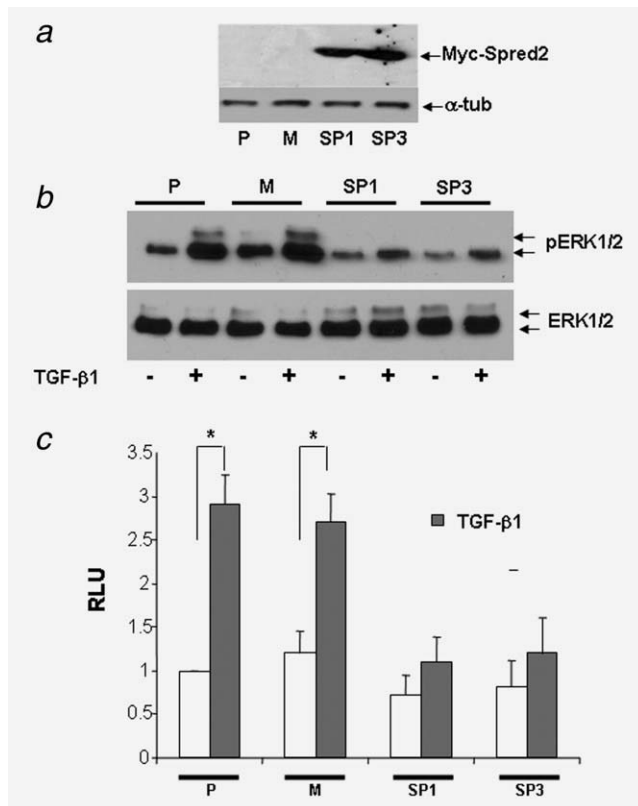 a
Myc-Spred2
α-tub
P M SP1 SP3
b
P M SP1 SP3
pERK1/2
ERK1/2
TGF-β1 - + - + - + - +
c
* *
3.5
3
2.5
2
1.5
1
0.5
0
RLU
TGF-β1
P M SP1 SP3